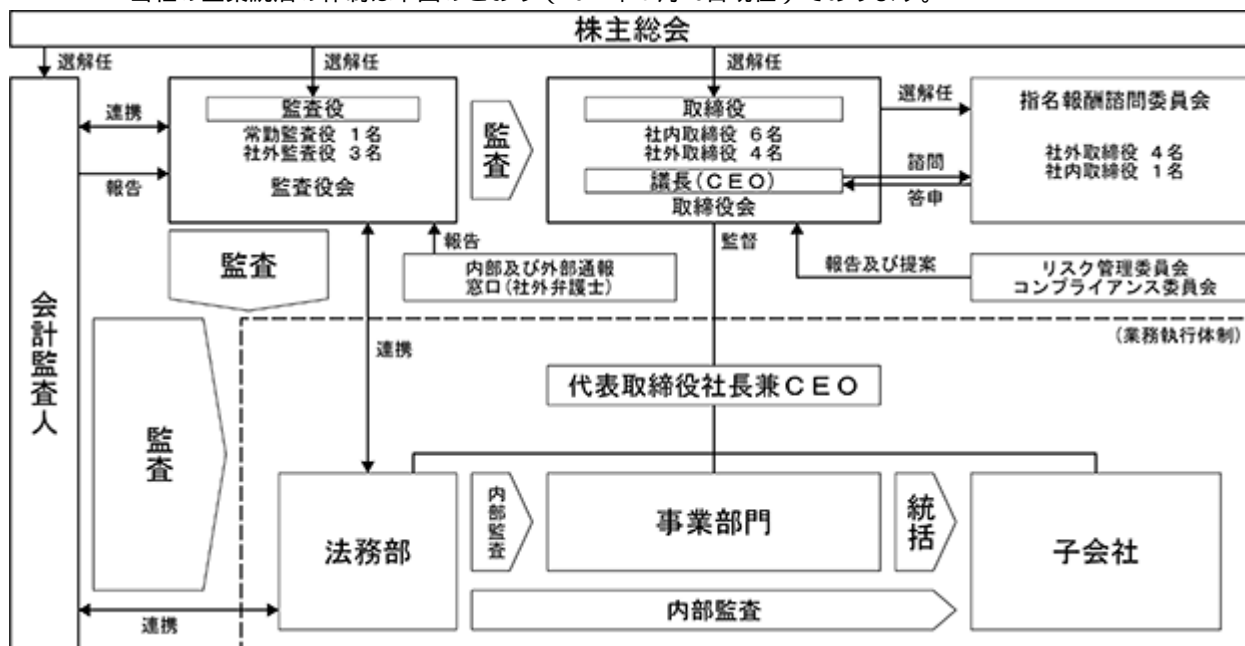 株主総会
選解任
選解任
選解任
連携
報告
監査役
常勤監査役 1名
社外監査役 3名
監査役会
監査
取締役
社内取締役 6名
社外取締役 4名
議長(CEO)
取締役会
選解任
諮問
答申
指名報酬諮問委員会
社外取締役 4名
社内取締役 1名
監査
報告
内部及び外部通報
窓口(社外弁護士)
監督
報告及び提案
リスク管理委員会
コンプライアンス委員会
会計監査人
(業務執行体制)
連携
代表取締役社長兼CEO
監査
法務部
内部監査
事業部門
統括
子会社
内部監査
連携